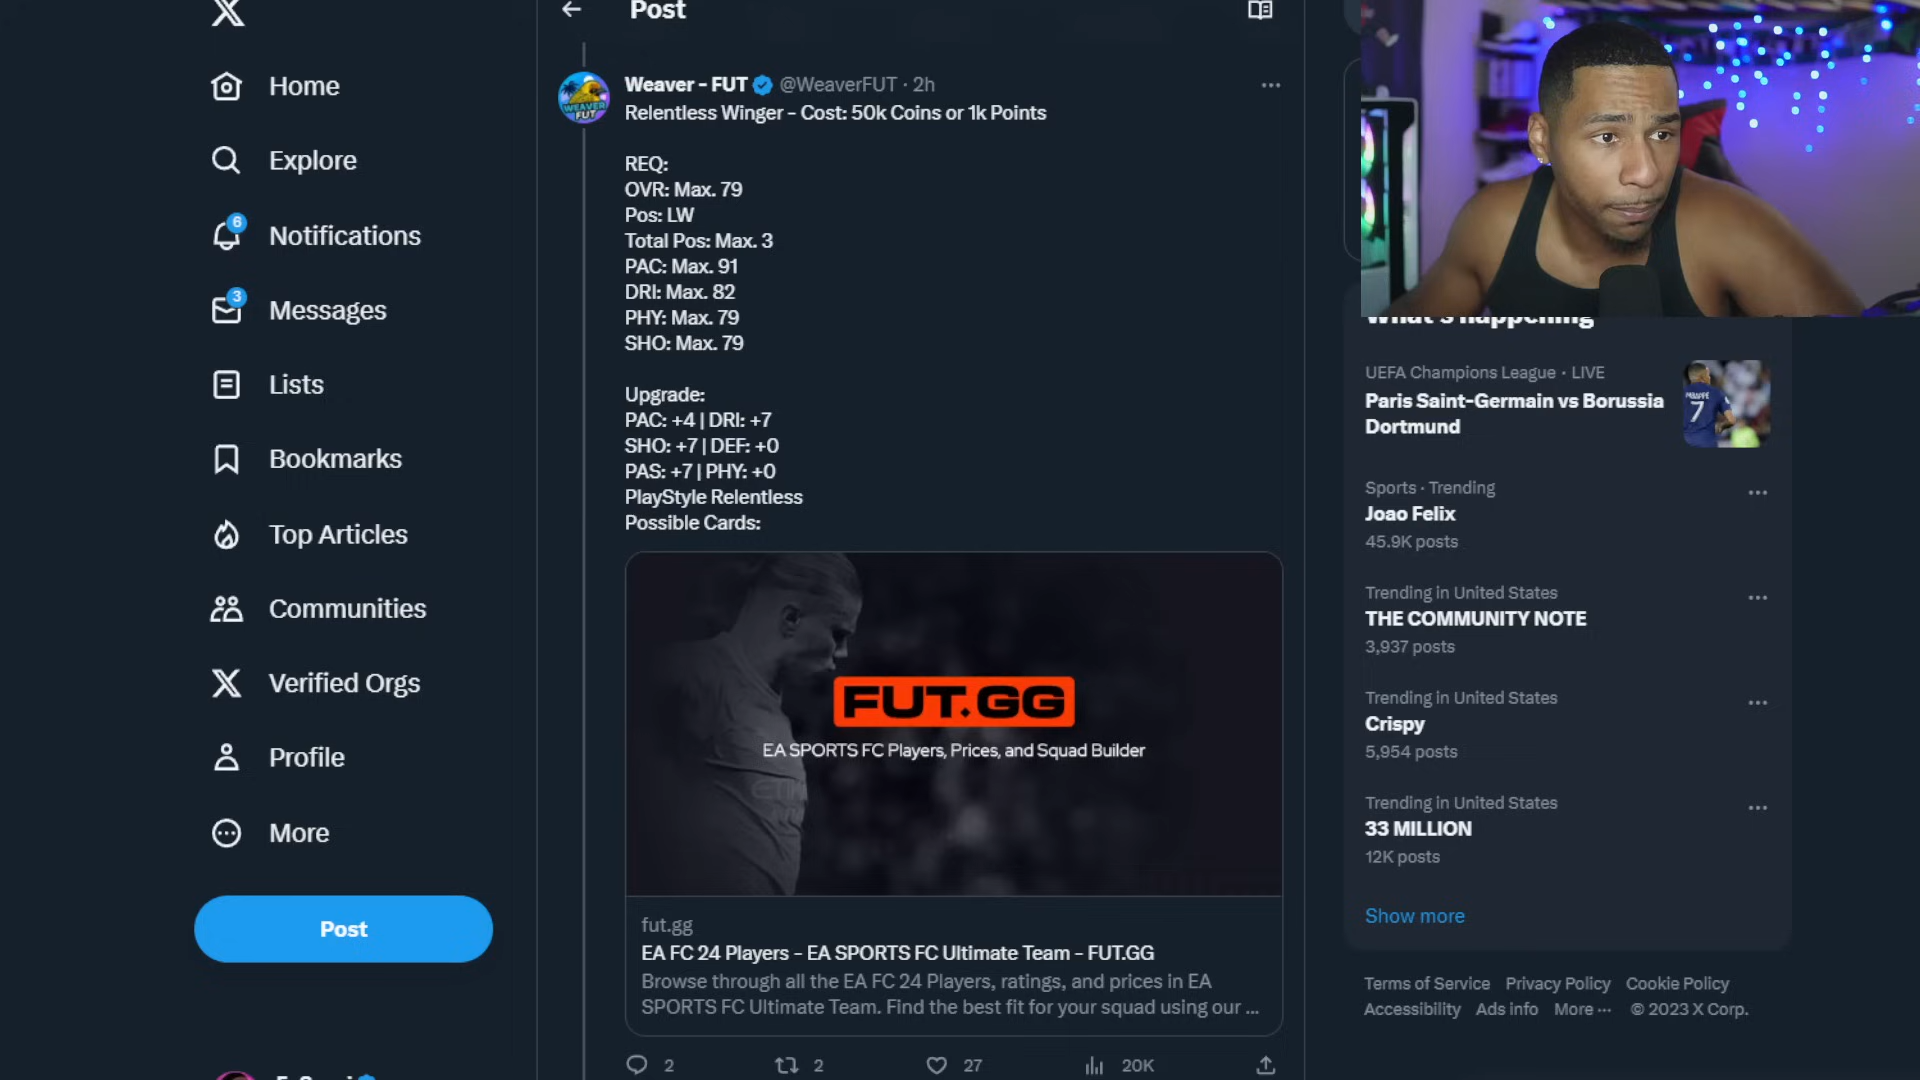 Home
Explore
6
Notifications
3
Messages
Lists
Bookmarks
Top Articles
Communities
Verified Orgs
Profile
More
Post
Post
WEAVER
FUT
Weaver - FUT @WeaverFUT · 2h
Relentless Winger - Cost: 50k Coins or 1k Points
REQ:
OVR: Max. 79
Pos: LW
Total Pos: Max. 3
PAC: Max. 91
DRI: Max. 82
PHY: Max. 79
SHO: Max. 79
Upgrade:
PAC: +4 | DRI: +7
SHO: +7 | DEF: +0
PAS: +7 | PHY: +0
PlayStyle Relentless
Possible Cards:
FUT.GG
EA SPORTS FC Players, Prices, and Squad Builder
fut.gg
EA FC 24 Players - EA SPORTS FC Ultimate Team - FUT.GG
Browse through all the EA FC 24 Players, ratings, and prices in EA
SPORTS FC Ultimate Team. Find the best fit for your squad using our ...
2 2 27 20K
What's happening
UEFA Champions League · LIVE
Paris Saint-Germain vs Borussia
Dortmund
MBAPPE
7
Sports · Trending
Joao Felix
45.9K posts
Trending in United States
THE COMMUNITY NOTE
3,937 posts
Trending in United States
Crispy
5,954 posts
Trending in United States
33 MILLION
12K posts
Show more
Terms of Service Privacy Policy Cookie Policy
Accessibility Ads info More ··· © 2023 X Corp.